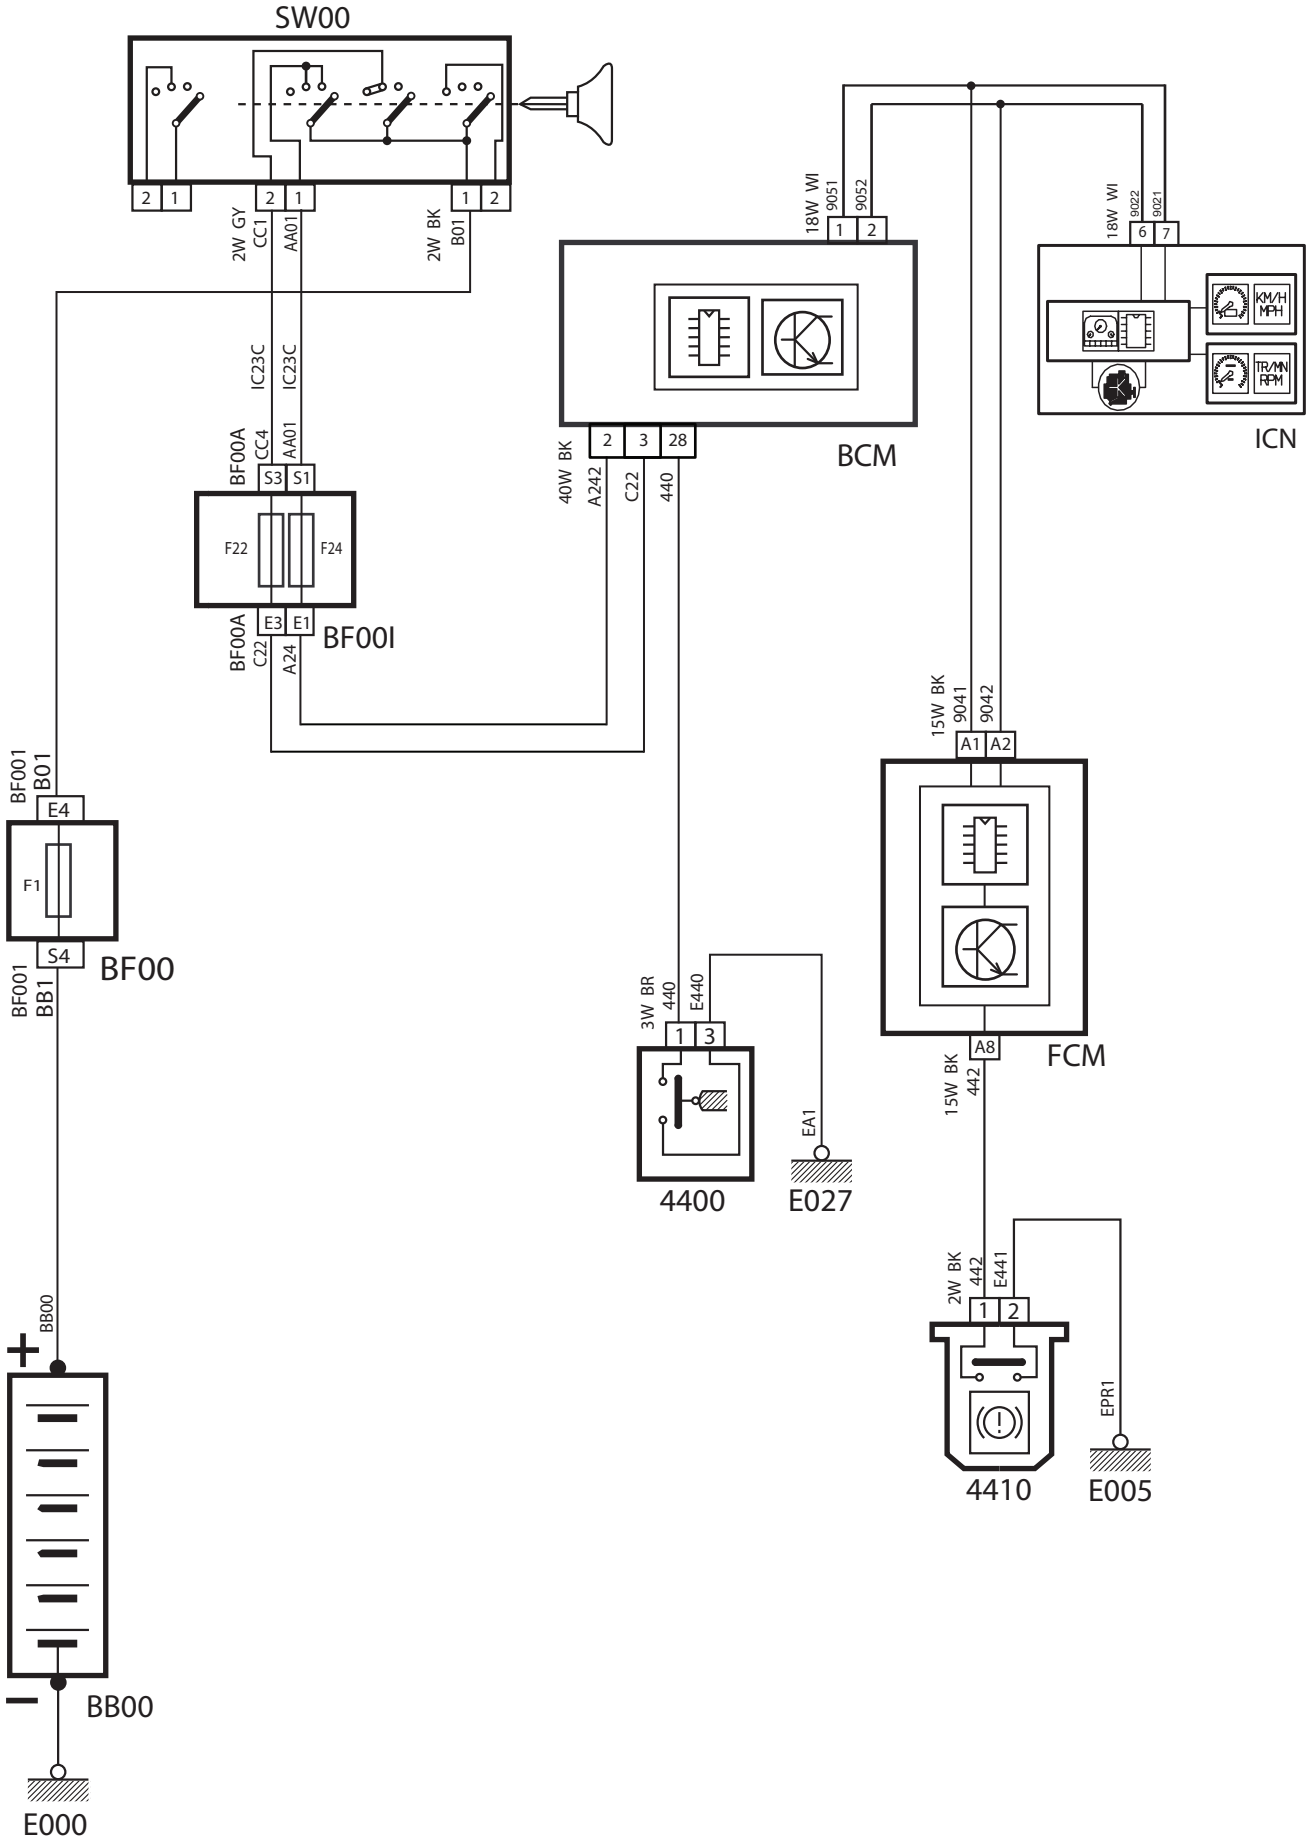 SW00
2 1 2 1 1 2
2W GY
CC1
AA01
2W BK
B01
18W WI
9051
9052
1 2
18W WI
9022
9021
6 7
KM/H
MPH
TR/MN
RPM
ICN
BCM
2 3 28
40W BK
A242
C22
440
IC23C
IC23C
BF00A
CC4
AA01
S3 S1
F22 F24
E3 E1
BF00A
C22
A24
BF00I
15W BK
9041
9042
A1 A2
FCM
A8
15W BK
442
BF001
B01
E4
F1
S4
BF00
BF001
BB1
3W BR
440
E440
1 3
4400
EA1
E027
2W BK
442
E441
1 2
!
4410
EPR1
E005
BB00
+
−
BB00
E000